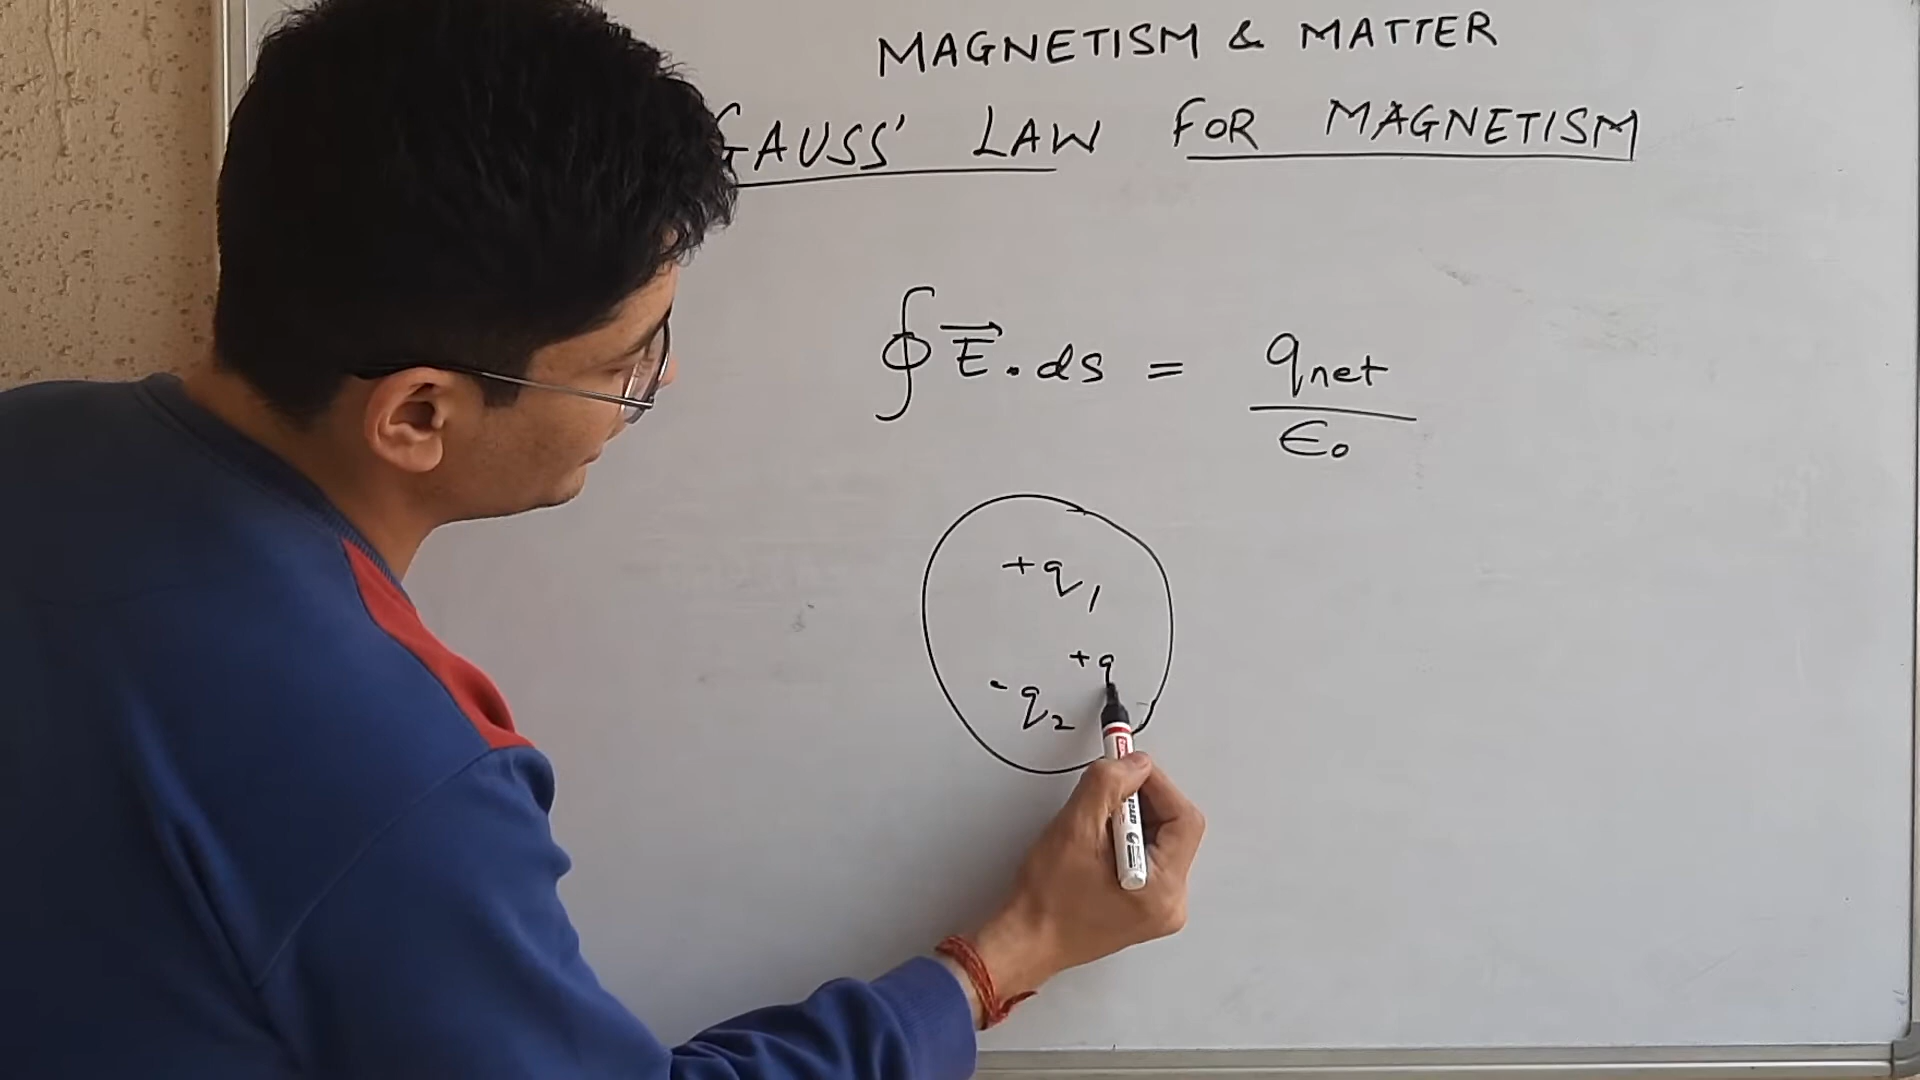 MAGNETISM & MATTER
GAUSS' LAW FOR MAGNETISM
∮E⃗.ds = qnet/ϵ₀
+q₁
+q
-q₂